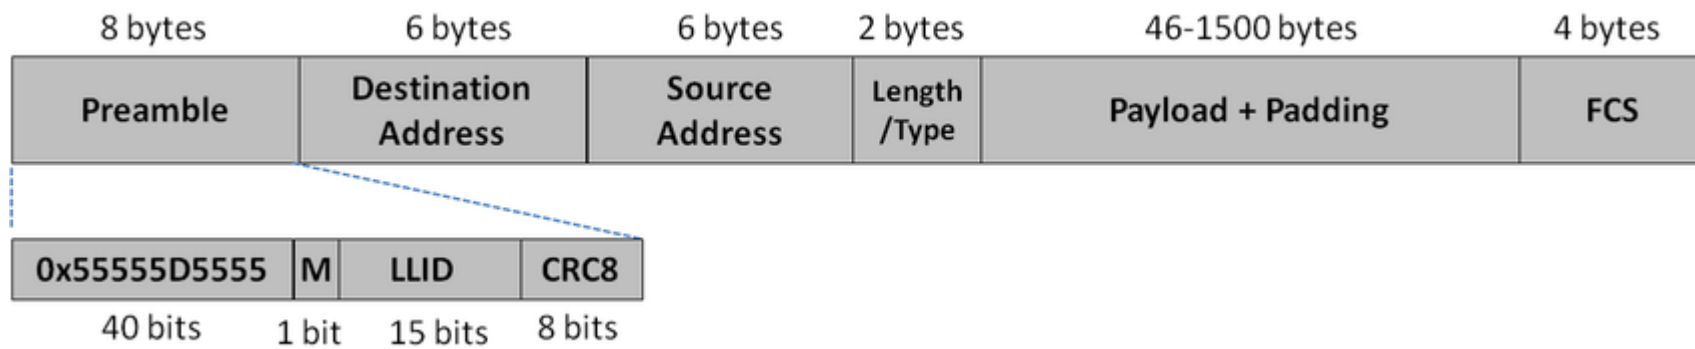 8 bytes 6 bytes 6 bytes 2 bytes 46-1500 bytes 4 bytes
Preamble Destination Address Source Address Length /Type Payload + Padding FCS
0x55555D5555 M LLID CRC8
40 bits 1 bit 15 bits 8 bits